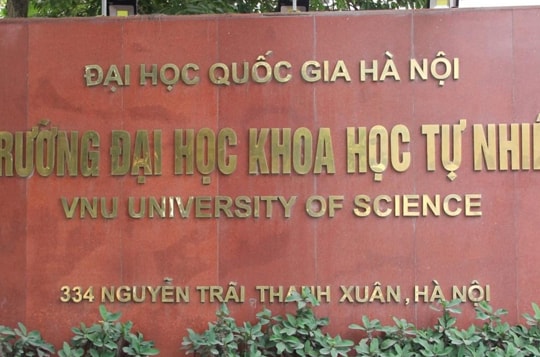 ĐẠI HỌC QUỐC GIA HÀ NỘI
RƯỜNG ĐẠI HỌC KHOA HỌC TỰ NHIÊ
VNU UNIVERSITY OF SCIENCE
334 NGUYỄN TRÃI THANH XUÂN, HÀ NỘI